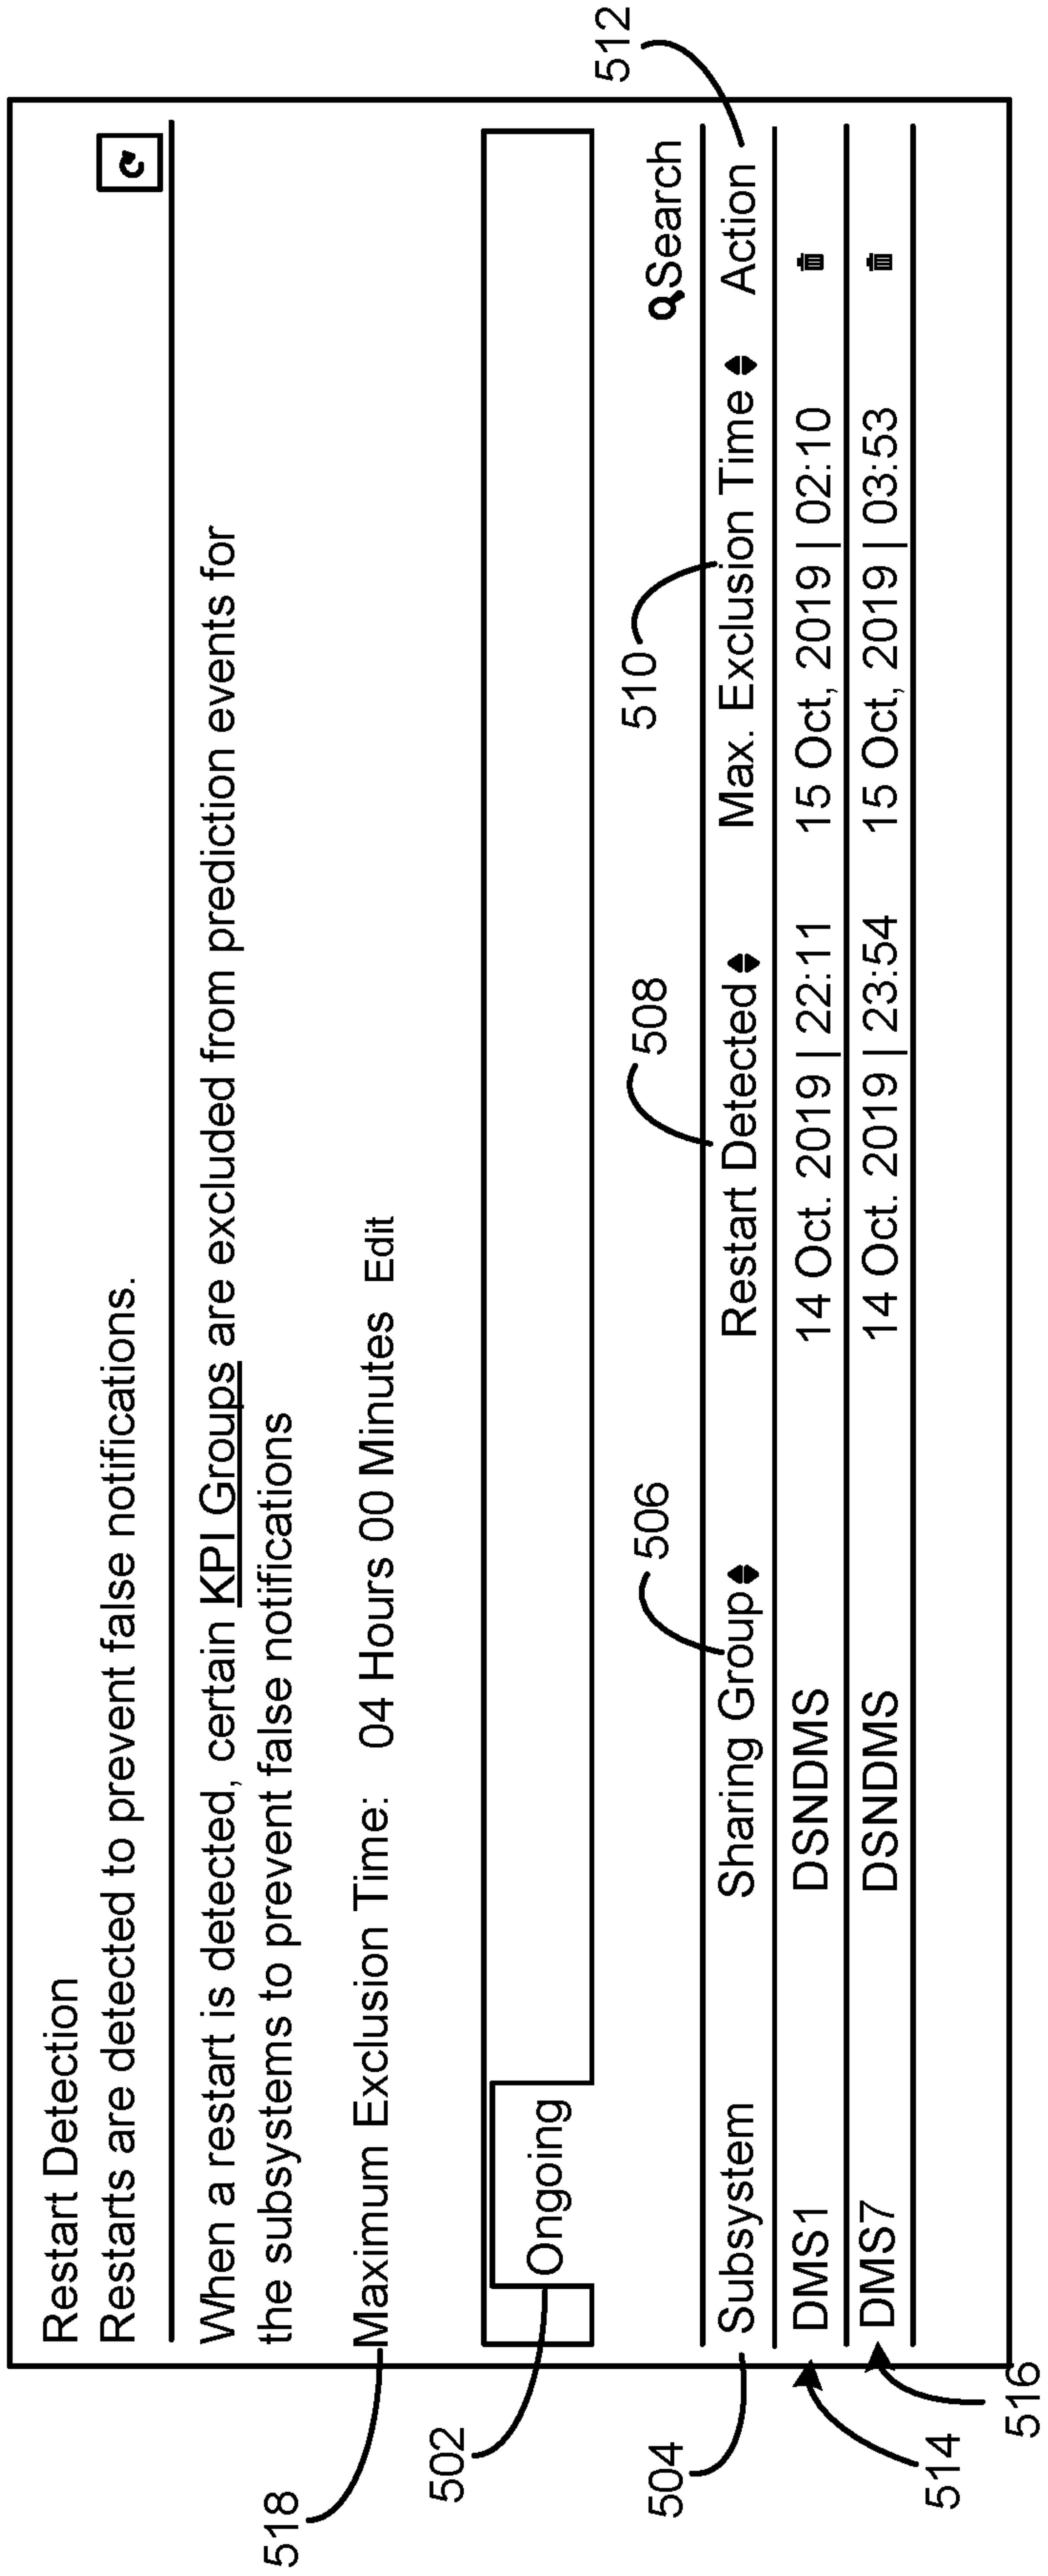 Restart Detection
Restarts are detected to prevent false notifications.
When a restart is detected, certain KPI Groups are excluded from prediction events for
the subsystems to prevent false notifications
518
Maximum Exclusion Time: 04 Hours 00 Minutes Edit
502
Ongoing
506
508
510
Search
512
504
Subsystem Sharing Group Restart Detected Max. Exclusion Time Action
514
DMS1 DSNDMS 14 Oct. 2019 | 22:11 15 Oct, 2019 | 02:10
516
DMS7 DSNDMS 14 Oct. 2019 | 23:54 15 Oct, 2019 | 03:53